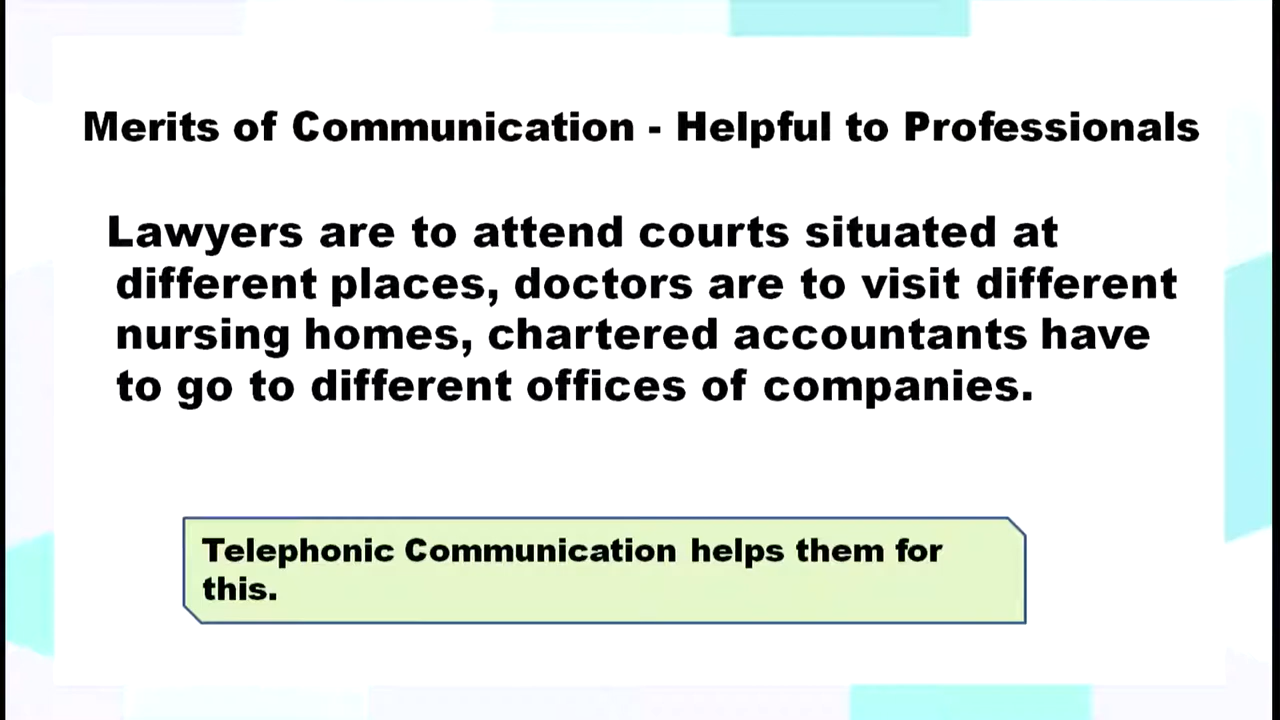 Merits of Communication - Helpful to Professionals
Lawyers are to attend courts situated at
different places, doctors are to visit different
nursing homes, chartered accountants have
to go to different offices of companies.
Telephonic Communication helps them for
this.